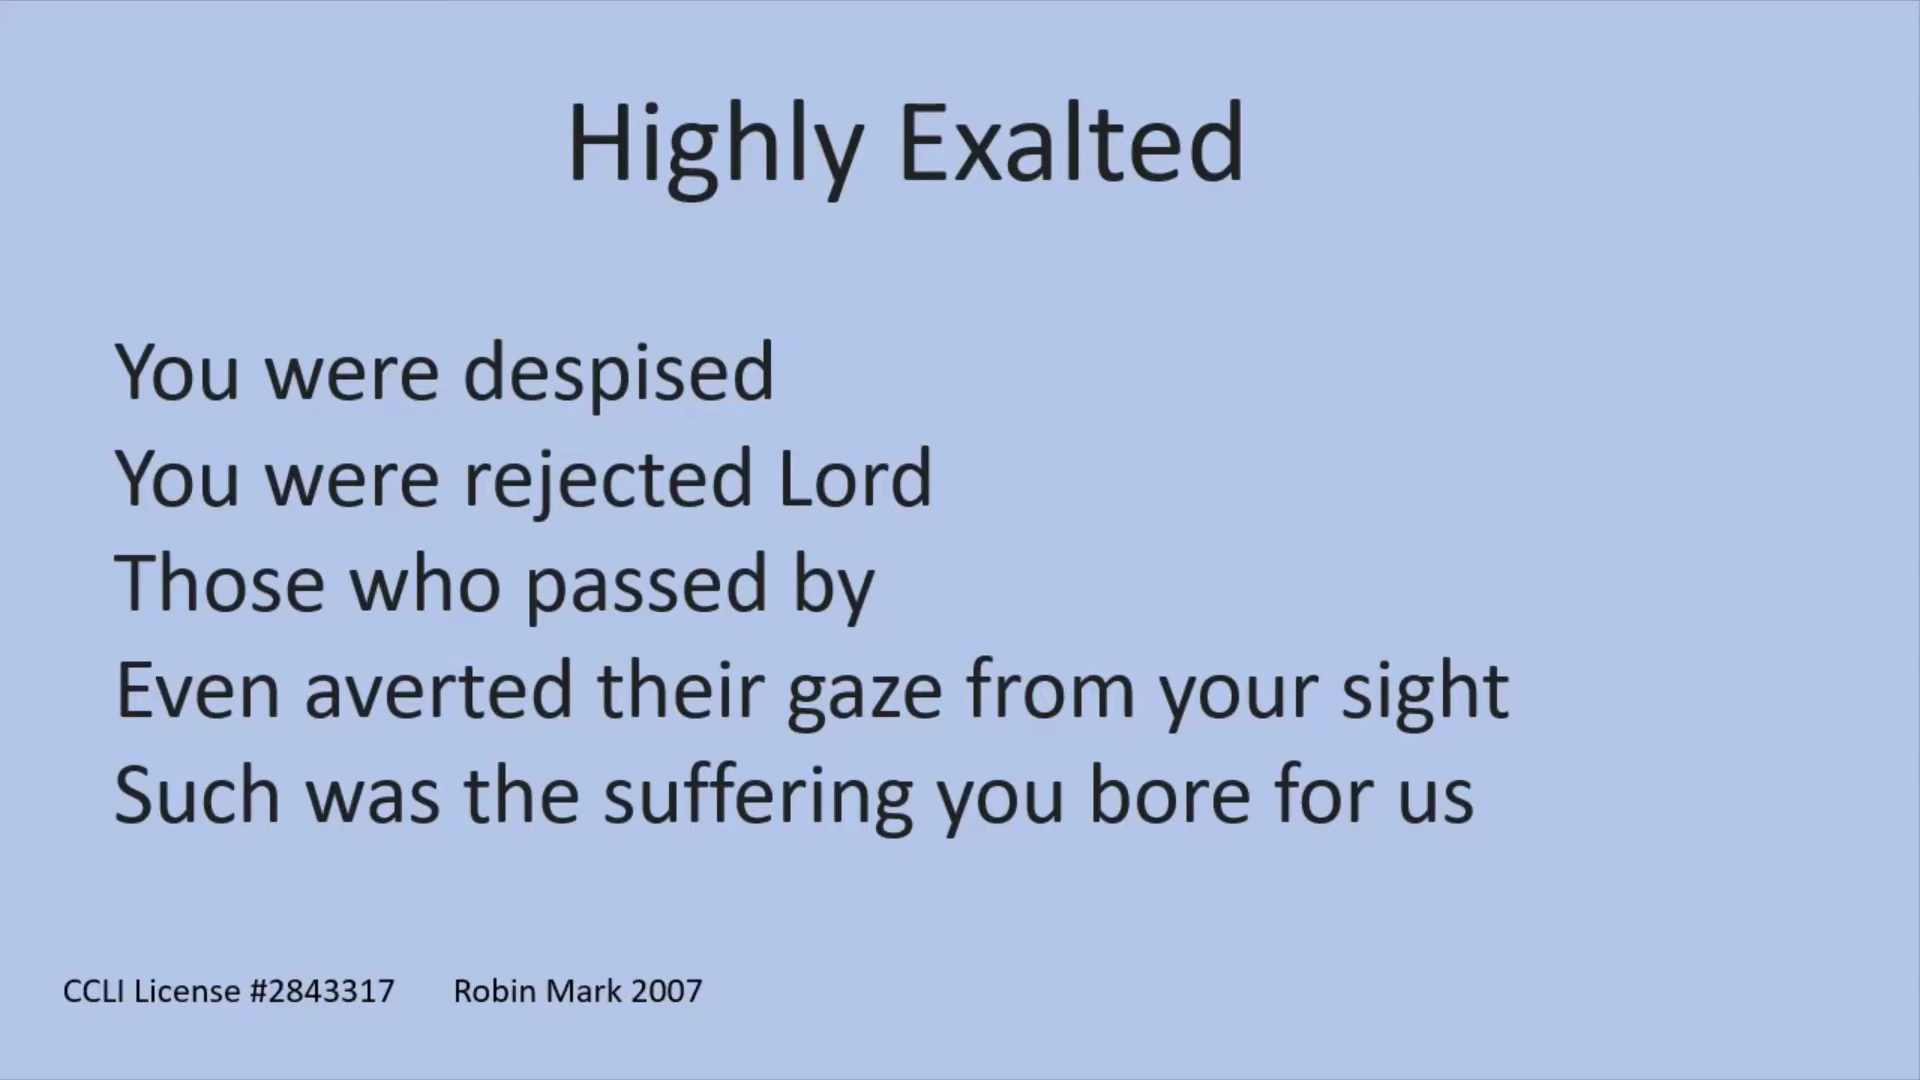 Highly Exalted
You were despised
You were rejected Lord
Those who passed by
Even averted their gaze from your sight
Such was the suffering you bore for us
CCLI License #2843317 Robin Mark 2007